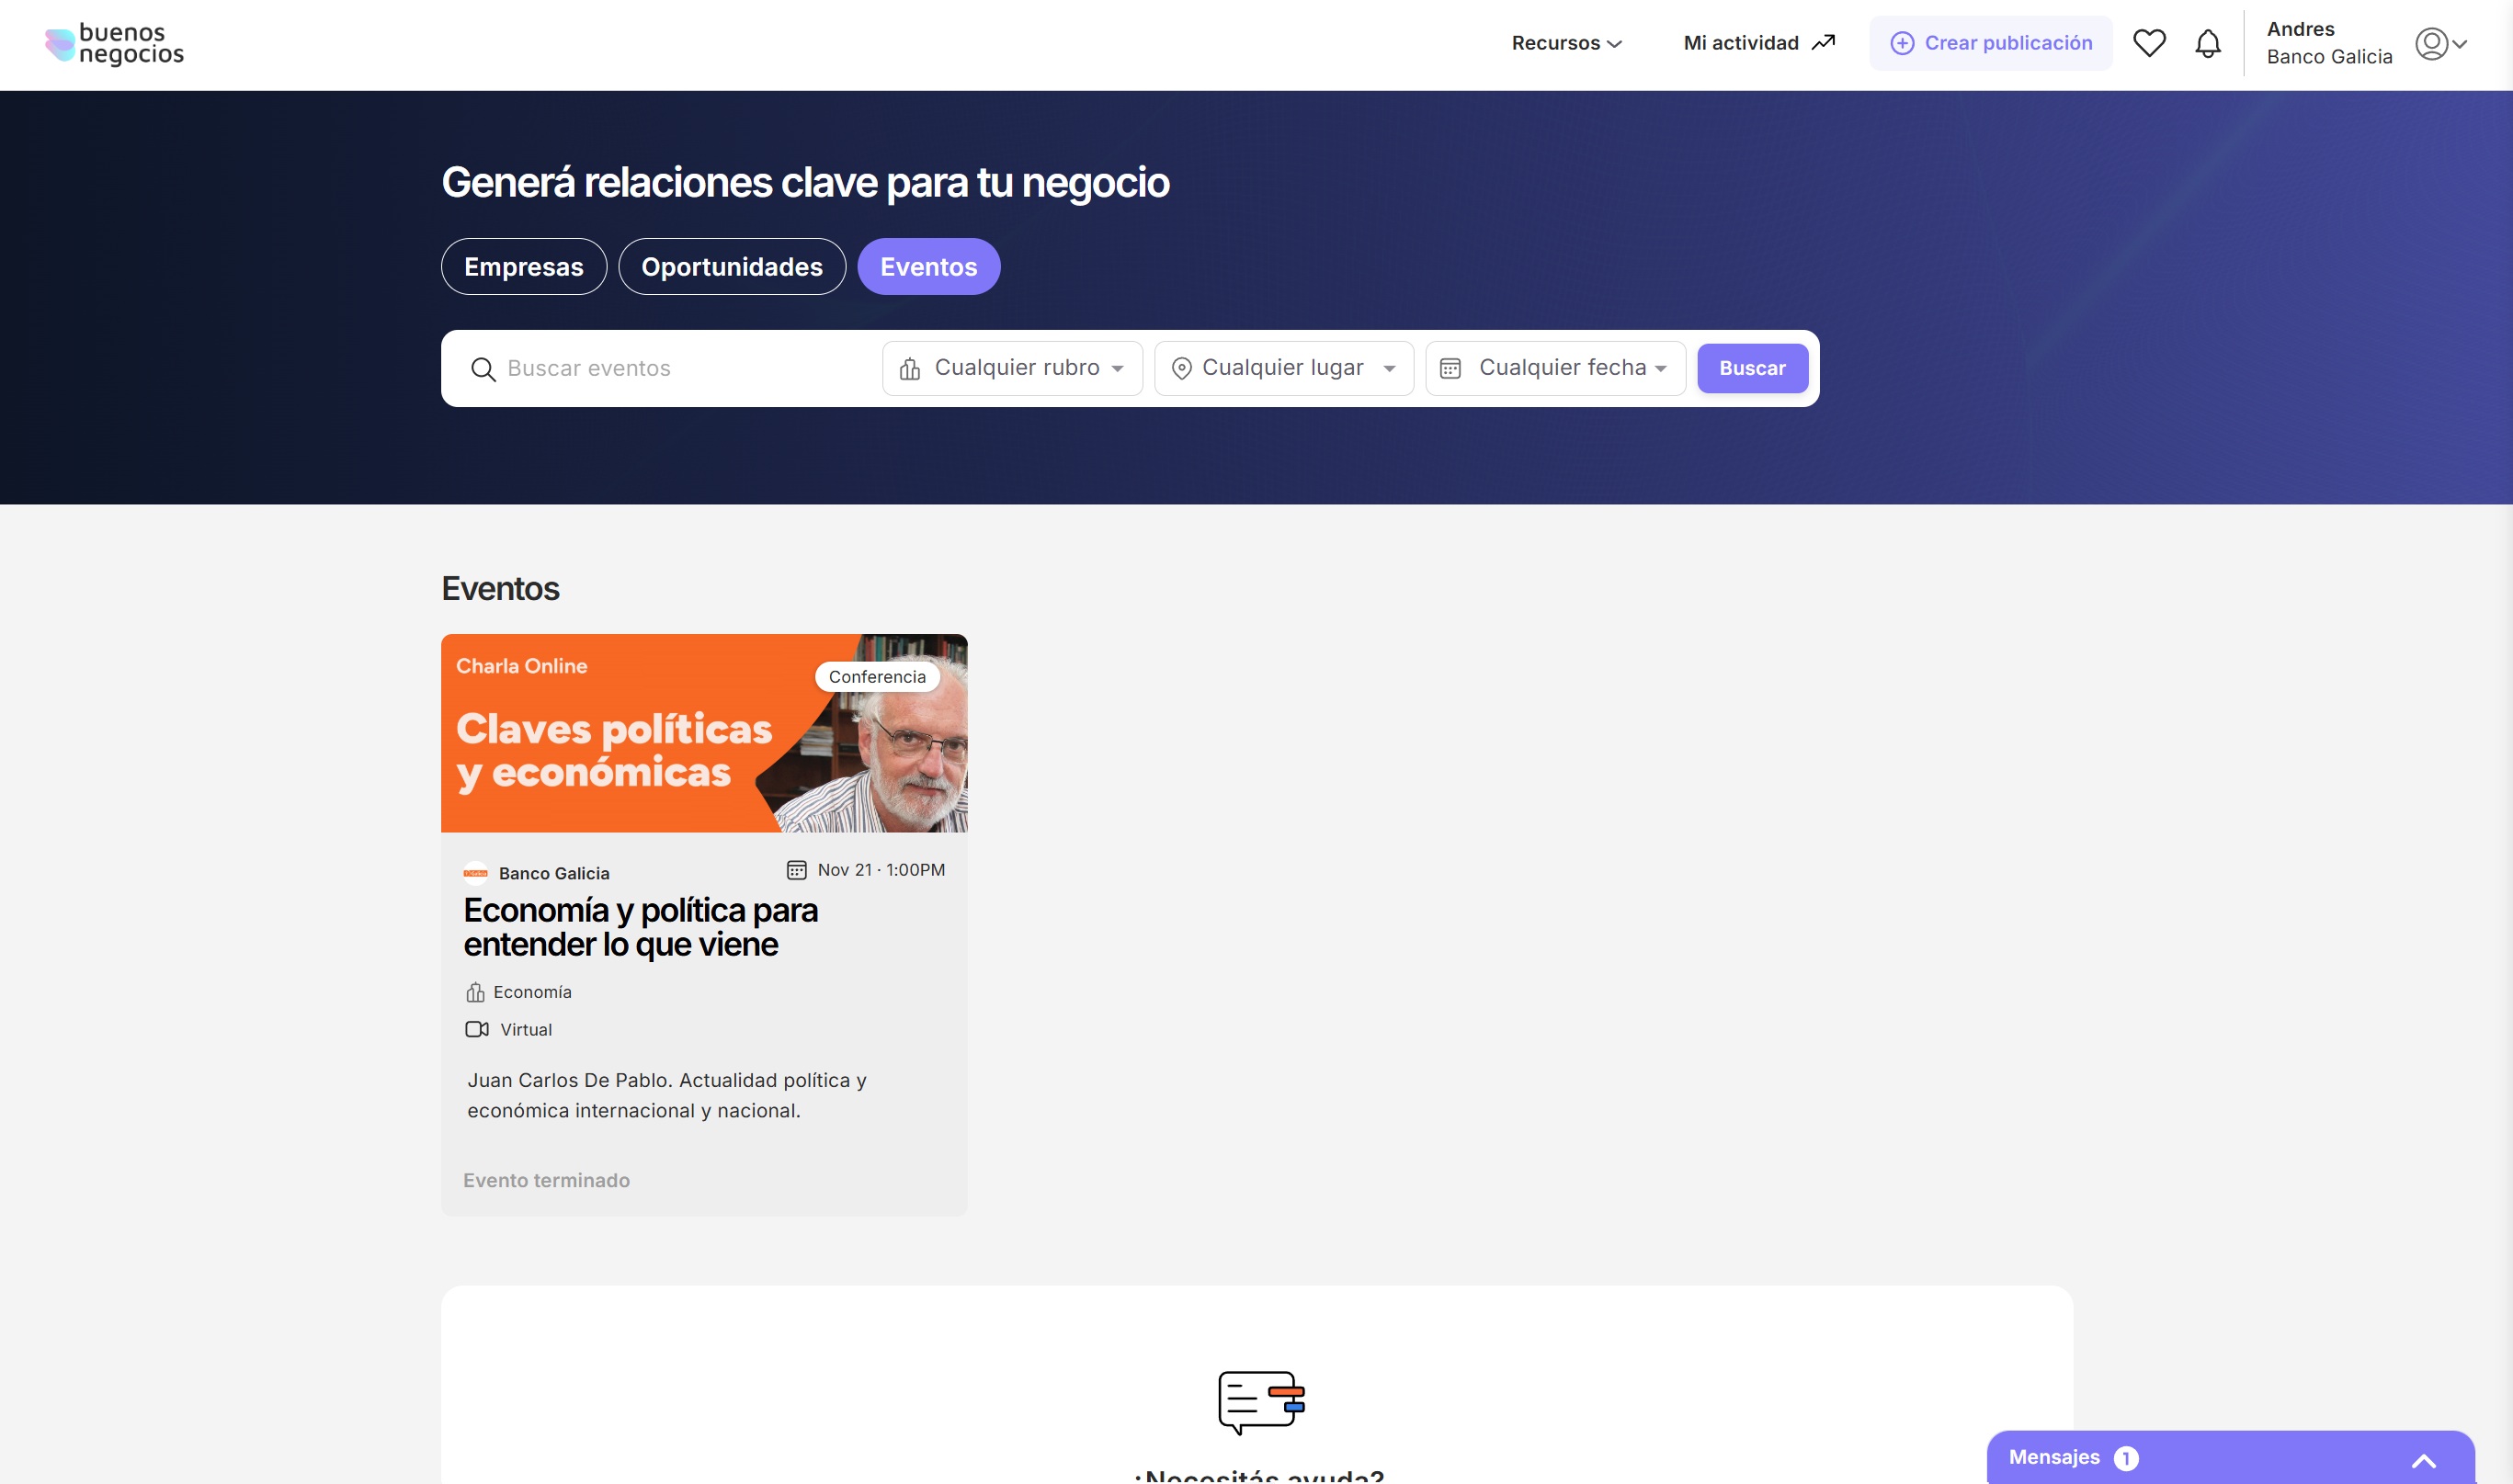 buenos
negocios
Recursos
Mi actividad
Crear publicación
Andres
Banco Galicia
Generá relaciones clave para tu negocio
Empresas
Oportunidades
Eventos
Buscar eventos
Cualquier rubro
Cualquier lugar
Cualquier fecha
Buscar
Eventos
Charla Online
Conferencia
Claves políticas
y económicas
Banco Galicia
Nov 21 · 1:00PM
Economía y política para
entender lo que viene
Economía
Virtual
Juan Carlos De Pablo. Actualidad política y
económica internacional y nacional.
Evento terminado
¿Necesitás ayuda?
Mensajes 1